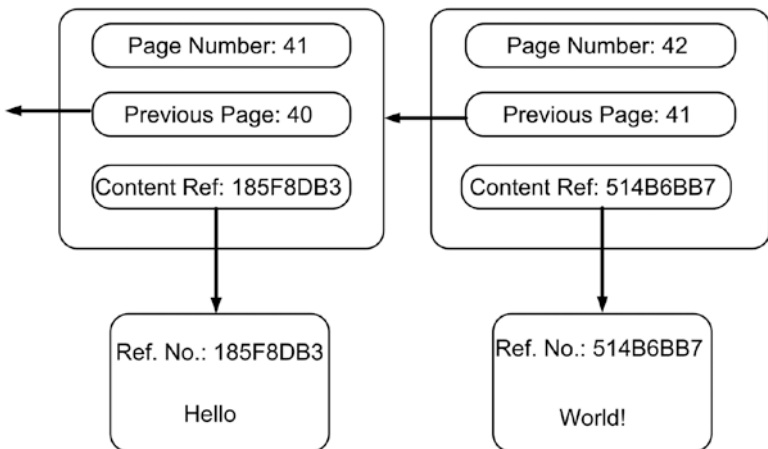 Page Number: 41
Previous Page: 40
Content Ref: 185F8DB3
Ref. No.: 185F8DB3
Hello
Page Number: 42
Previous Page: 41
Content Ref: 514B6BB7
Ref. No.: 514B6BB7
World!